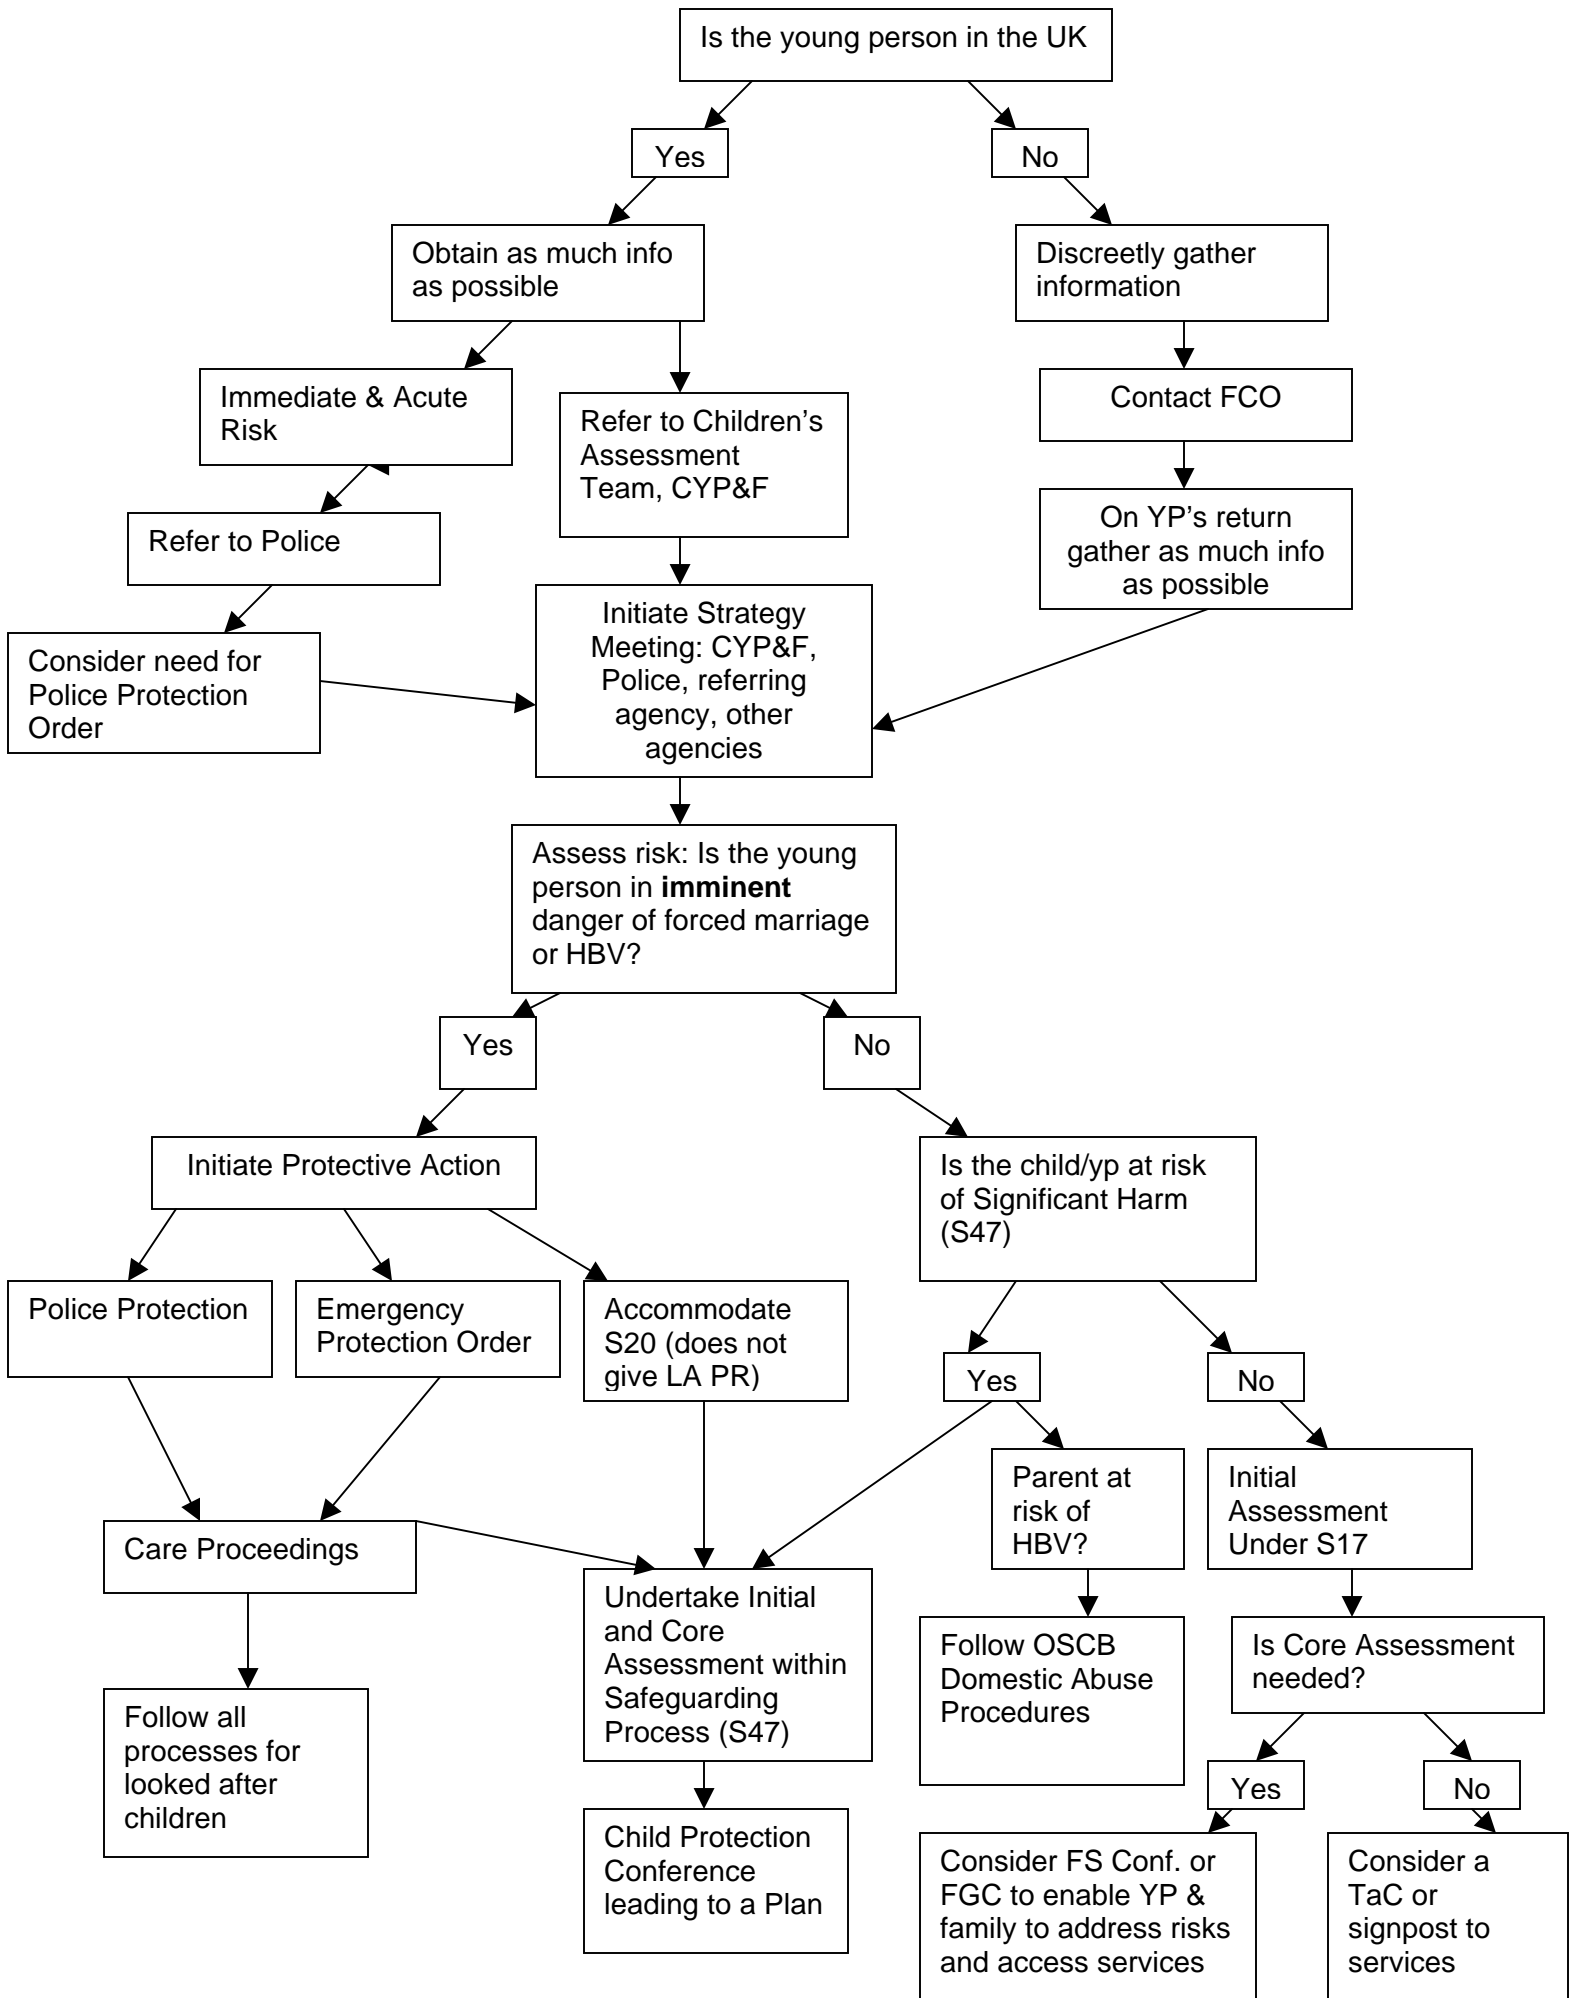 Is the young person in the UK
Yes
No
Obtain as much info
as possible
Discreetly gather
information
Immediate & Acute
Risk
Refer to Children’s
Assessment
Team, CYP&F
Contact FCO
Refer to Police
On YP’s return
gather as much info
as possible
Consider need for
Police Protection
Order
Initiate Strategy
Meeting: CYP&F,
Police, referring
agency, other
agencies
Assess risk: Is the young
person in imminent
danger of forced marriage
or HBV?
Yes
No
Initiate Protective Action
Is the child/yp at risk
of Significant Harm
(S47)
Police Protection
Emergency
Protection Order
Accommodate
S20 (does not
give LA PR)
Yes
No
Parent at
risk of
HBV?
Initial
Assessment
Under S17
Care Proceedings
Undertake Initial
and Core
Assessment within
Safeguarding
Process (S47)
Follow OSCB
Domestic Abuse
Procedures
Is Core Assessment
needed?
Follow all
processes for
looked after
children
Yes
No
Child Protection
Conference
leading to a Plan
Consider FS Conf. or
FGC to enable YP &
family to address risks
and access services
Consider a
TaC or
signpost to
services